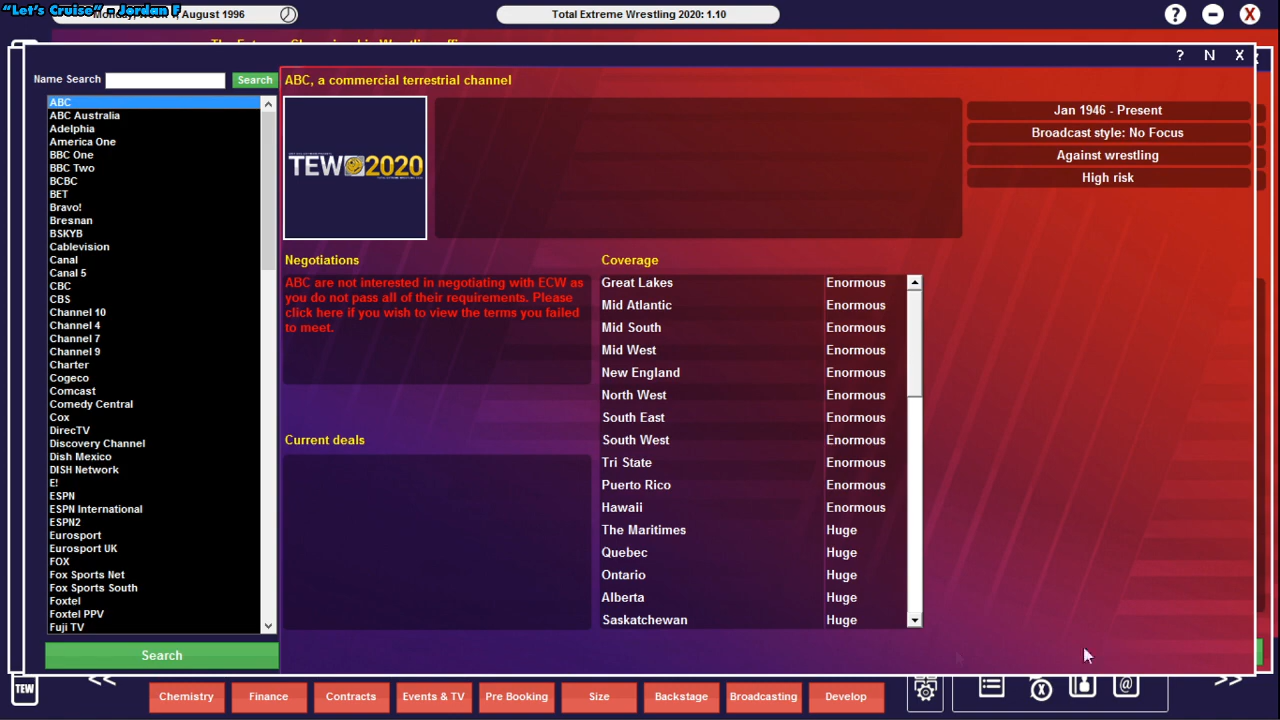 “Let’s Cruise” - Jordan F
August 1996
Total Extreme Wrestling 2020: 1.10
?
X
? N X
Name Search
Search
ABC
ABC Australia
Adelphia
America One
BBC One
BBC Two
BCBC
BET
Bravo!
Bresnan
BSKYB
Cablevision
Canal
Canal 5
CBC
CBS
Channel 10
Channel 4
Channel 7
Channel 9
Charter
Cogeco
Comcast
Comedy Central
Cox
DirecTV
Discovery Channel
Dish Mexico
DISH Network
E!
ESPN
ESPN International
ESPN2
Eurosport
Eurosport UK
FOX
Fox Sports Net
Fox Sports South
Foxtel
Foxtel PPV
Fuji TV
Search
ABC, a commercial terrestrial channel
TEW 2020
Jan 1946 - Present
Broadcast style: No Focus
Against wrestling
High risk
Negotiations
ABC are not interested in negotiating with ECW as
you do not pass all of their requirements. Please
click here if you wish to view the terms you failed
to meet.
Current deals
Coverage
Great Lakes Enormous
Mid Atlantic Enormous
Mid South Enormous
Mid West Enormous
New England Enormous
North West Enormous
South East Enormous
South West Enormous
Tri State Enormous
Puerto Rico Enormous
Hawaii Enormous
The Maritimes Huge
Quebec Huge
Ontario Huge
Alberta Huge
Saskatchewan Huge
TEW
<<
Chemistry
Finance
Contracts
Events & TV
Pre Booking
Size
Backstage
Broadcasting
Develop
>>